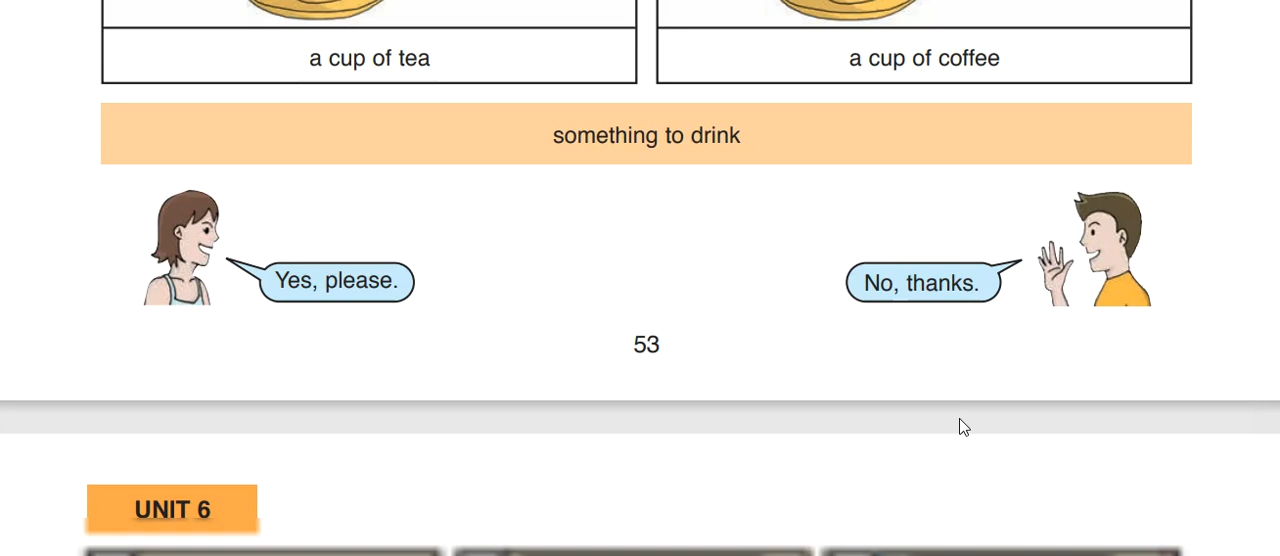 a cup of tea
a cup of coffee
something to drink
Yes, please.
No, thanks.
53
UNIT 6